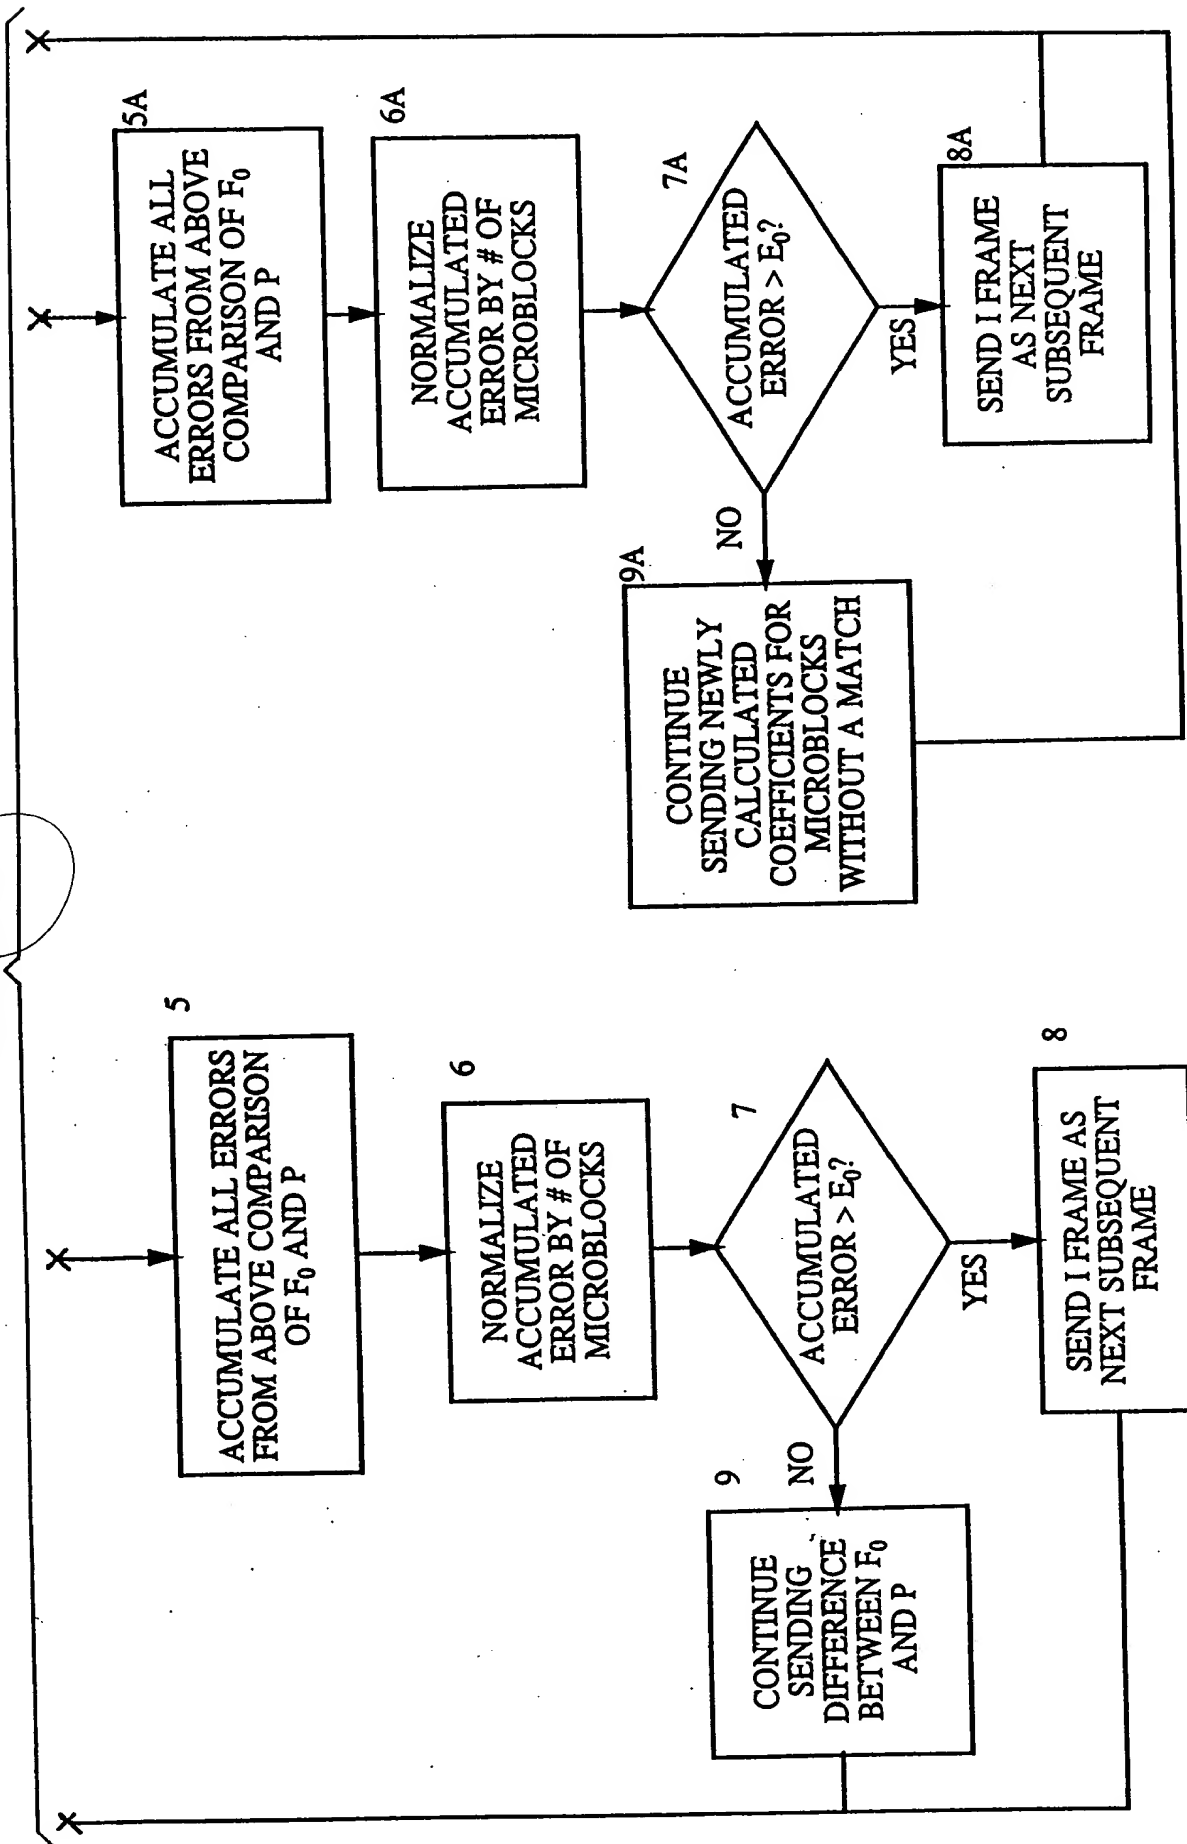 5
ACCUMULATE ALL ERRORS
FROM ABOVE COMPARISON
OF F₀ AND P
6
NORMALIZE
ACCUMULATED
ERROR BY # OF
MICROBLOCKS
7
ACCUMULATED
ERROR > E₀?
NO
YES
9
CONTINUE
SENDING
DIFFERENCE
BETWEEN F₀
AND P
8
SEND I FRAME AS
NEXT SUBSEQUENT
FRAME
5A
ACCUMULATE ALL
ERRORS FROM ABOVE
COMPARISON OF F₀
AND P
6A
NORMALIZE
ACCUMULATED
ERROR BY # OF
MICROBLOCKS
7A
ACCUMULATED
ERROR > E₀?
NO
YES
9A
CONTINUE
SENDING NEWLY
CALCULATED
COEFFICIENTS FOR
MICROBLOCKS
WITHOUT A MATCH
8A
SEND I FRAME
AS NEXT
SUBSEQUENT
FRAME